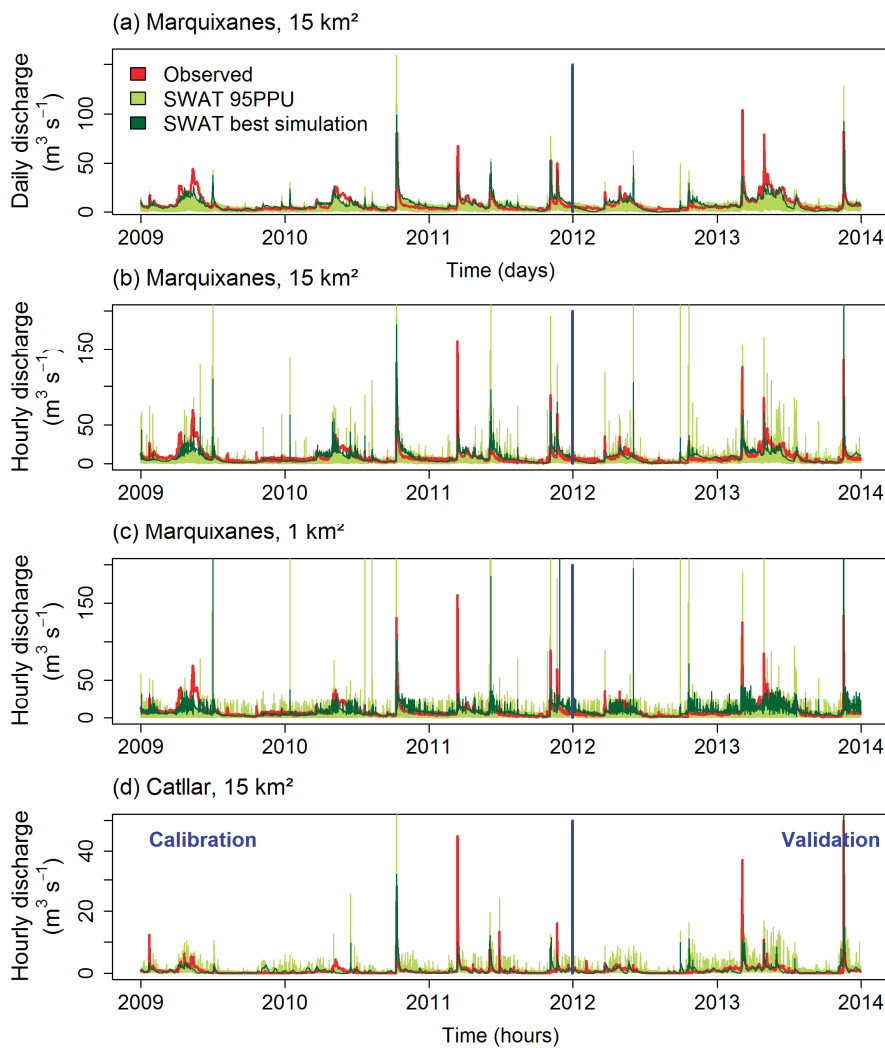 (a) Marquixanes, 15 km²
Daily discharge
(m³ s⁻¹)
0
50
100
Observed
SWAT 95PPU
SWAT best simulation
2009
2010
2011
2012
2013
2014
Time (days)
(b) Marquixanes, 15 km²
Hourly discharge
(m³ s⁻¹)
0
50
150
2009
2010
2011
2012
2013
2014
(c) Marquixanes, 1 km²
Hourly discharge
(m³ s⁻¹)
0
50
150
2009
2010
2011
2012
2013
2014
(d) Catllar, 15 km²
Hourly discharge
(m³ s⁻¹)
0
20
40
Calibration
Validation
2009
2010
2011
2012
2013
2014
Time (hours)